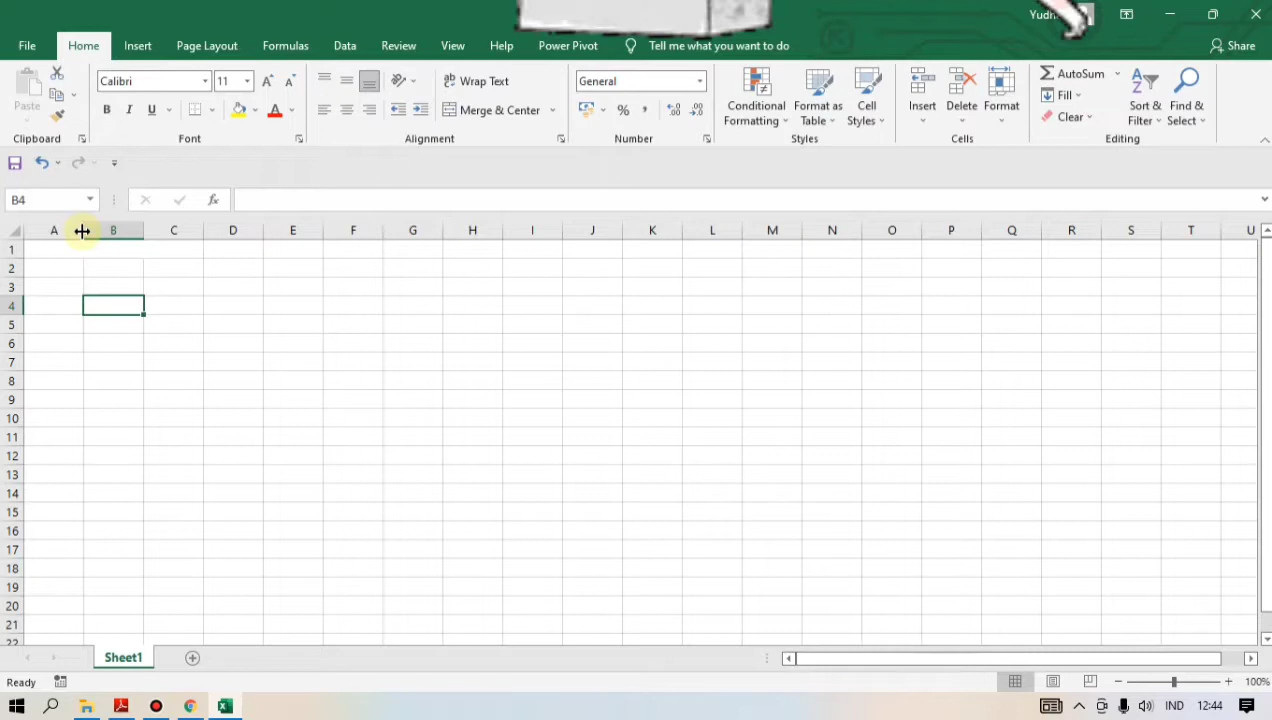 Yudh
File Home Insert Page Layout Formulas Data Review View Help Power Pivot Tell me what you want to do Share
Paste
Calibri 11
Wrap Text
General
Conditional Formatting
Format as Table
Cell Styles
Insert
Delete
Format
AutoSum
Fill
Clear
Sort & Filter
Find & Select
Merge & Center
Clipboard Font Alignment Number Styles Cells Editing
B4 fx
A B C D E F G H I J K L M N O P Q R S T U
1
2
3
4
5
6
7
8
9
10
11
12
13
14
15
16
17
18
19
20
21
22
Sheet1
Ready 100%
IND 12:44